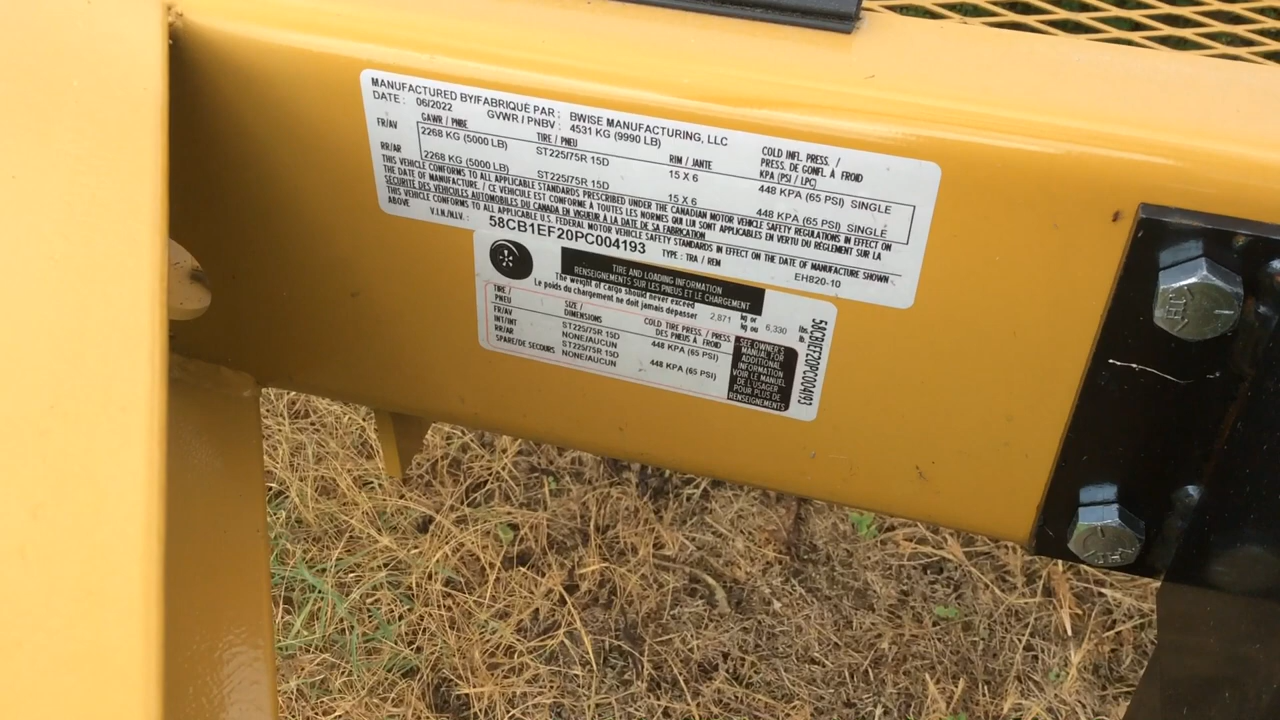 MANUFACTURED BY/FABRIQUÉ PAR : BWISE MANUFACTURING, LLC
DATE : 06/2022 GVWR / PNBV : 4531 KG (9990 LB)
GAWR / PNBE TIRE / PNEU RIM / JANTE COLD INFL. PRESS. / PRESS. DE GONFL. À FROID KPA (PSI / LPC)
FR/AV 2268 KG (5000 LB) ST225/75R 15D 15 X 6 448 KPA (65 PSI) SINGLE
RR/AR 2268 KG (5000 LB) ST225/75R 15D 15 X 6 448 KPA (65 PSI) SINGLE
THIS VEHICLE CONFORMS TO ALL APPLICABLE STANDARDS PRESCRIBED UNDER THE CANADIAN MOTOR VEHICLE SAFETY REGULATIONS IN EFFECT ON
THE DATE OF MANUFACTURE. / CE VEHICULE EST CONFORME À TOUTES LES NORMES QUI LUI SONT APPLICABLES EN VERTU DU RÈGLEMENT SUR LA
SÉCURITÉ DES VÉHICULES AUTOMOBILES DU CANADA EN VIGUEUR À LA DATE DE SA FABRICATION
THIS VEHICLE CONFORMS TO ALL APPLICABLE U.S. FEDERAL MOTOR VEHICLE SAFETY STANDARDS IN EFFECT ON THE DATE OF MANUFACTURE SHOWN
ABOVE
V.I.N./N.I.V. : 58CB1EF20PC004193 TYPE : TRA / REM EH820-10
TIRE AND LOADING INFORMATION
RENSEIGNEMENTS SUR LES PNEUS ET LE CHARGEMENT
The weight of cargo should never exceed
Le poids du chargement ne doit jamais dépasser
2,871 kg or kg ou 6,330 lbs. lb.
TIRE / PNEU SIZE / DIMENSIONS COLD TIRE PRESS. / PRESS. DES PNEUS À FROID
FR/AV ST225/75R 15D 448 KPA (65 PSI)
INT/INT NONE/AUCUN
RR/AR ST225/75R 15D 448 KPA (65 PSI)
SPARE/DE SECOURS NONE/AUCUN
SEE OWNER'S
MANUAL FOR
ADDITIONAL
INFORMATION
VOIR LE MANUEL
DE L'USAGER
POUR PLUS DE
RENSEIGNEMENTS
58CB1EF20PC004193